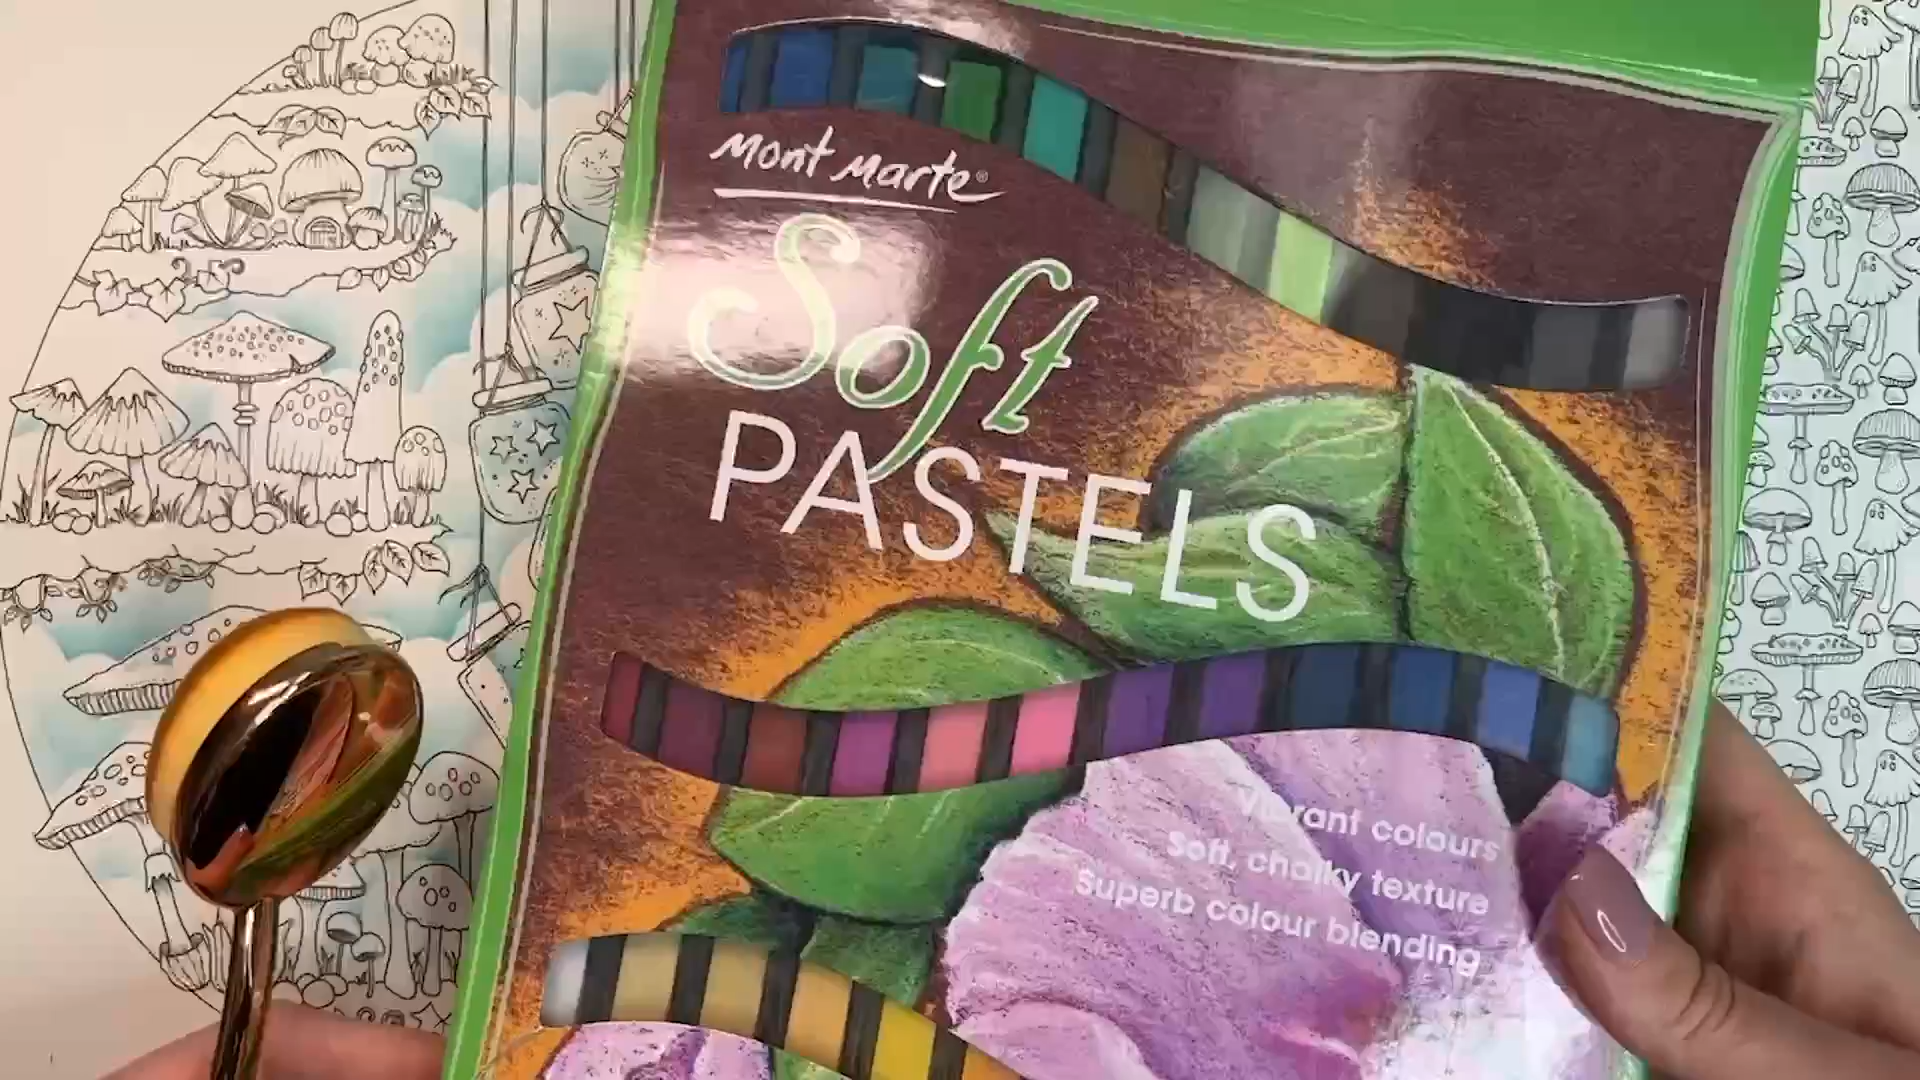 Mont Marte®
Soft
PASTELS
Vibrant colours
Soft, chalky texture
Superb colour blending